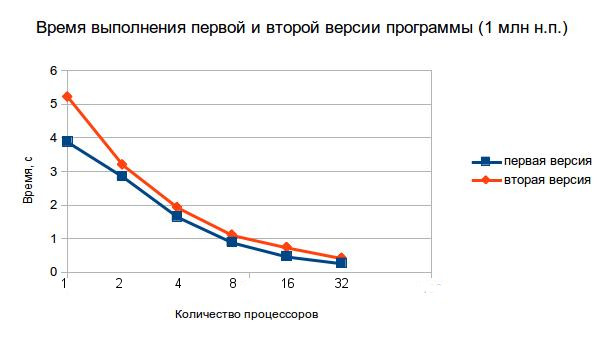 Время выполнения первой и второй версии программы (1 млн н.п.)
6
5
4
3
2
1
0
Время, с
1 2 4 8 16 32
Количество процессоров
первая версия
вторая версия